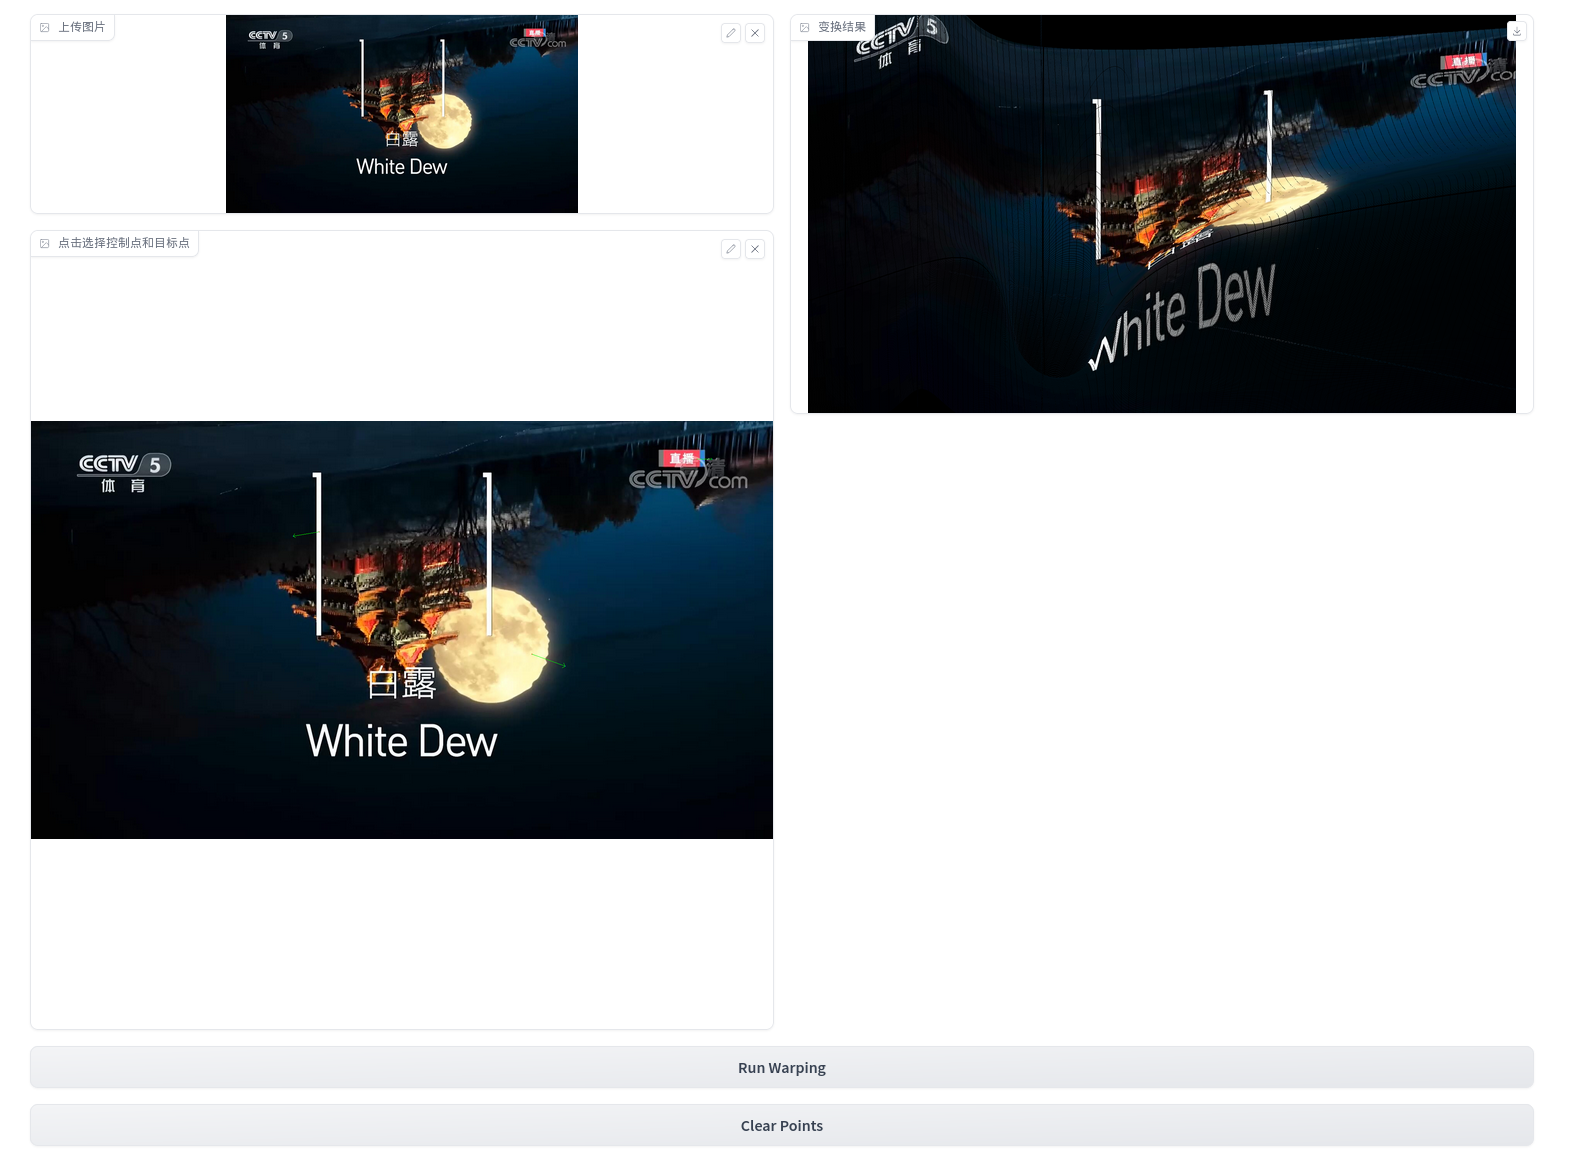 上传图片
CCTV 5
体育
直播
CCTV.com
白露
White Dew
点击选择控制点和目标点
CCTV 5
体 育
直播
CCTV com
白露
White Dew
变换结果
CCTV 5
体 育
直播
CCTV co
白露
White Dew
Run Warping
Clear Points